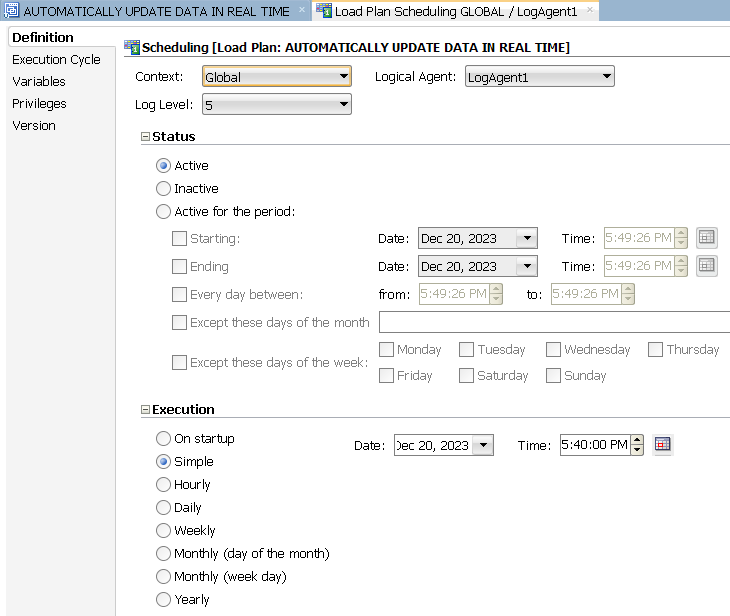 AUTOMATICALLY UPDATE DATA IN REAL TIME × Load Plan Scheduling GLOBAL / LogAgent1 ×
Definition
Execution Cycle
Variables
Privileges
Version
Scheduling [Load Plan: AUTOMATICALLY UPDATE DATA IN REAL TIME]
Context: Global Logical Agent: LogAgent1
Log Level: 5
Status
Active
Inactive
Active for the period:
Starting: Date: Dec 20, 2023 Time: 5:49:26 PM
Ending Date: Dec 20, 2023 Time: 5:49:26 PM
Every day between: from: 5:49:26 PM to: 5:49:26 PM
Except these days of the month
Except these days of the week: Monday Tuesday Wednesday Thursday
Friday Saturday Sunday
Execution
On startup Date: Dec 20, 2023 Time: 5:40:00 PM
Simple
Hourly
Daily
Weekly
Monthly (day of the month)
Monthly (week day)
Yearly